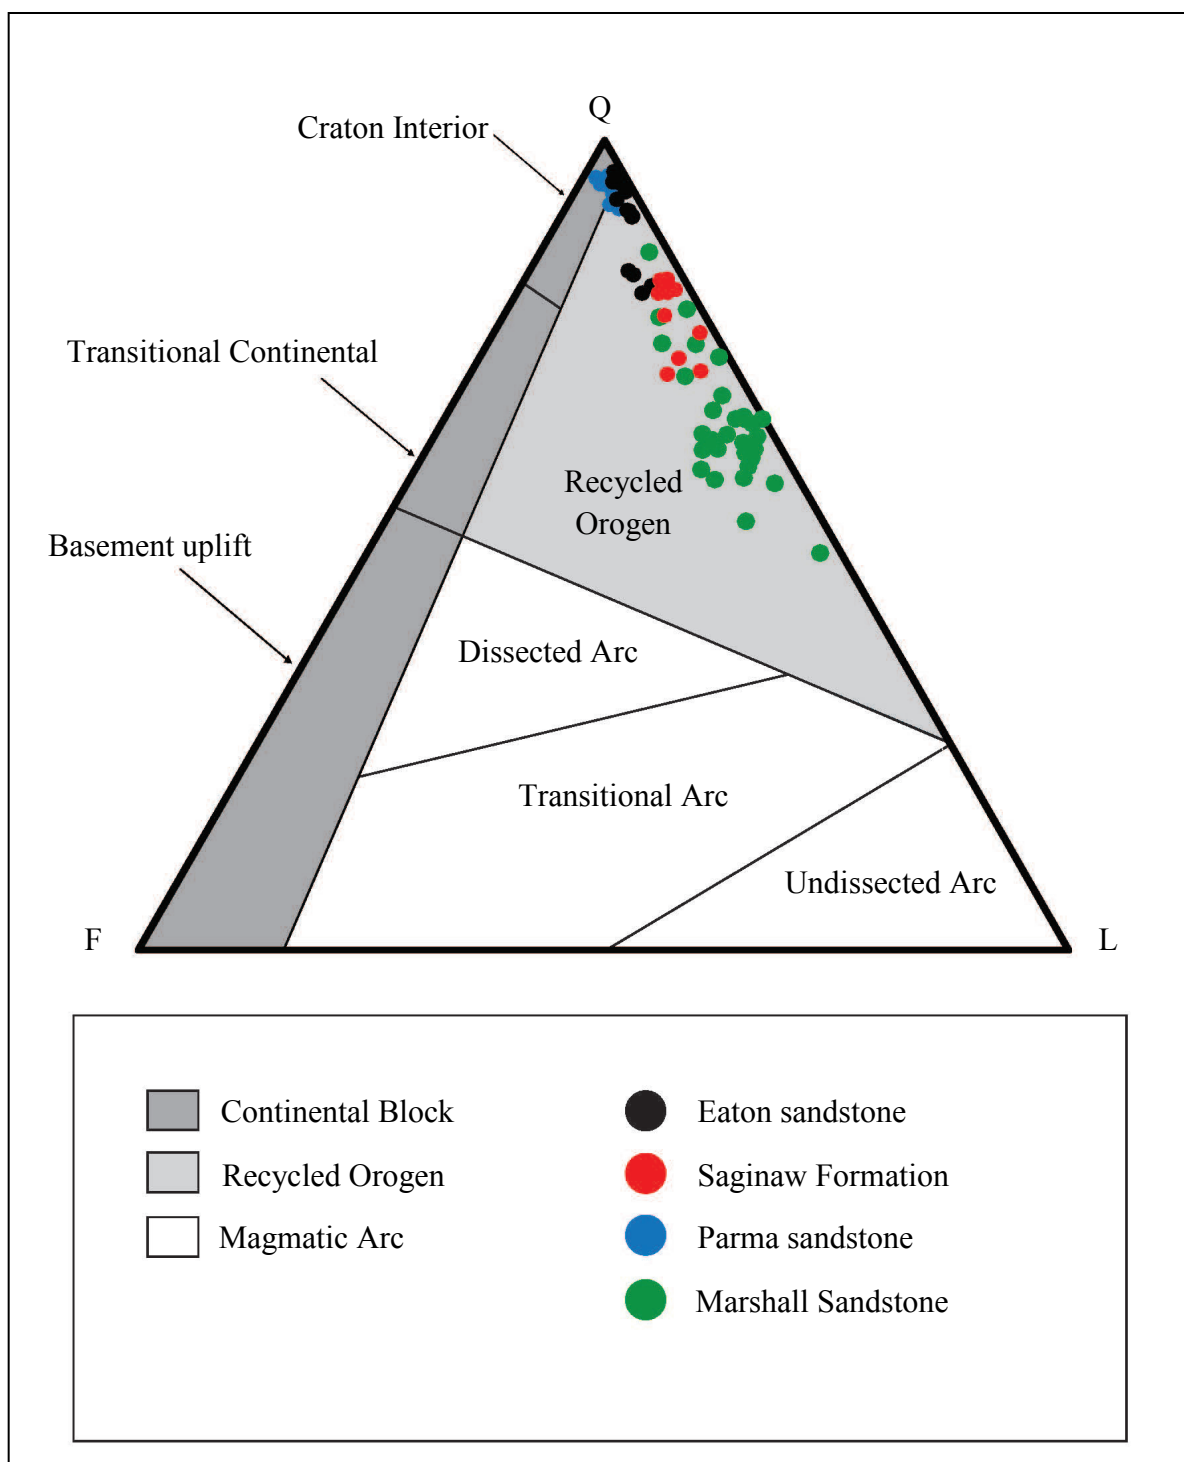 Q
Craton Interior
Transitional Continental
Recycled
Orogen
Basement uplift
Dissected Arc
Transitional Arc
Undissected Arc
F
L
Continental Block
Eaton sandstone
Recycled Orogen
Saginaw Formation
Magmatic Arc
Parma sandstone
Marshall Sandstone